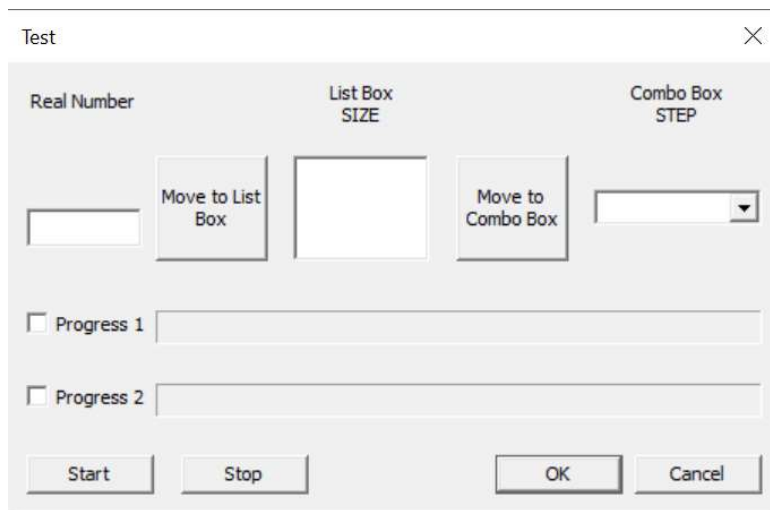 Test
Real Number
List Box
SIZE
Combo Box
STEP
Move to List
Box
Move to
Combo Box
Progress 1
Progress 2
Start
Stop
OK
Cancel